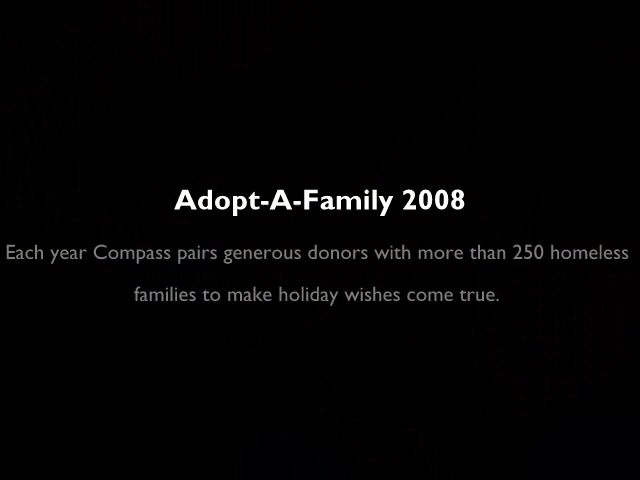 Adopt-A-Family 2008
Each year Compass pairs generous donors with more than 250 homeless
families to make holiday wishes come true.